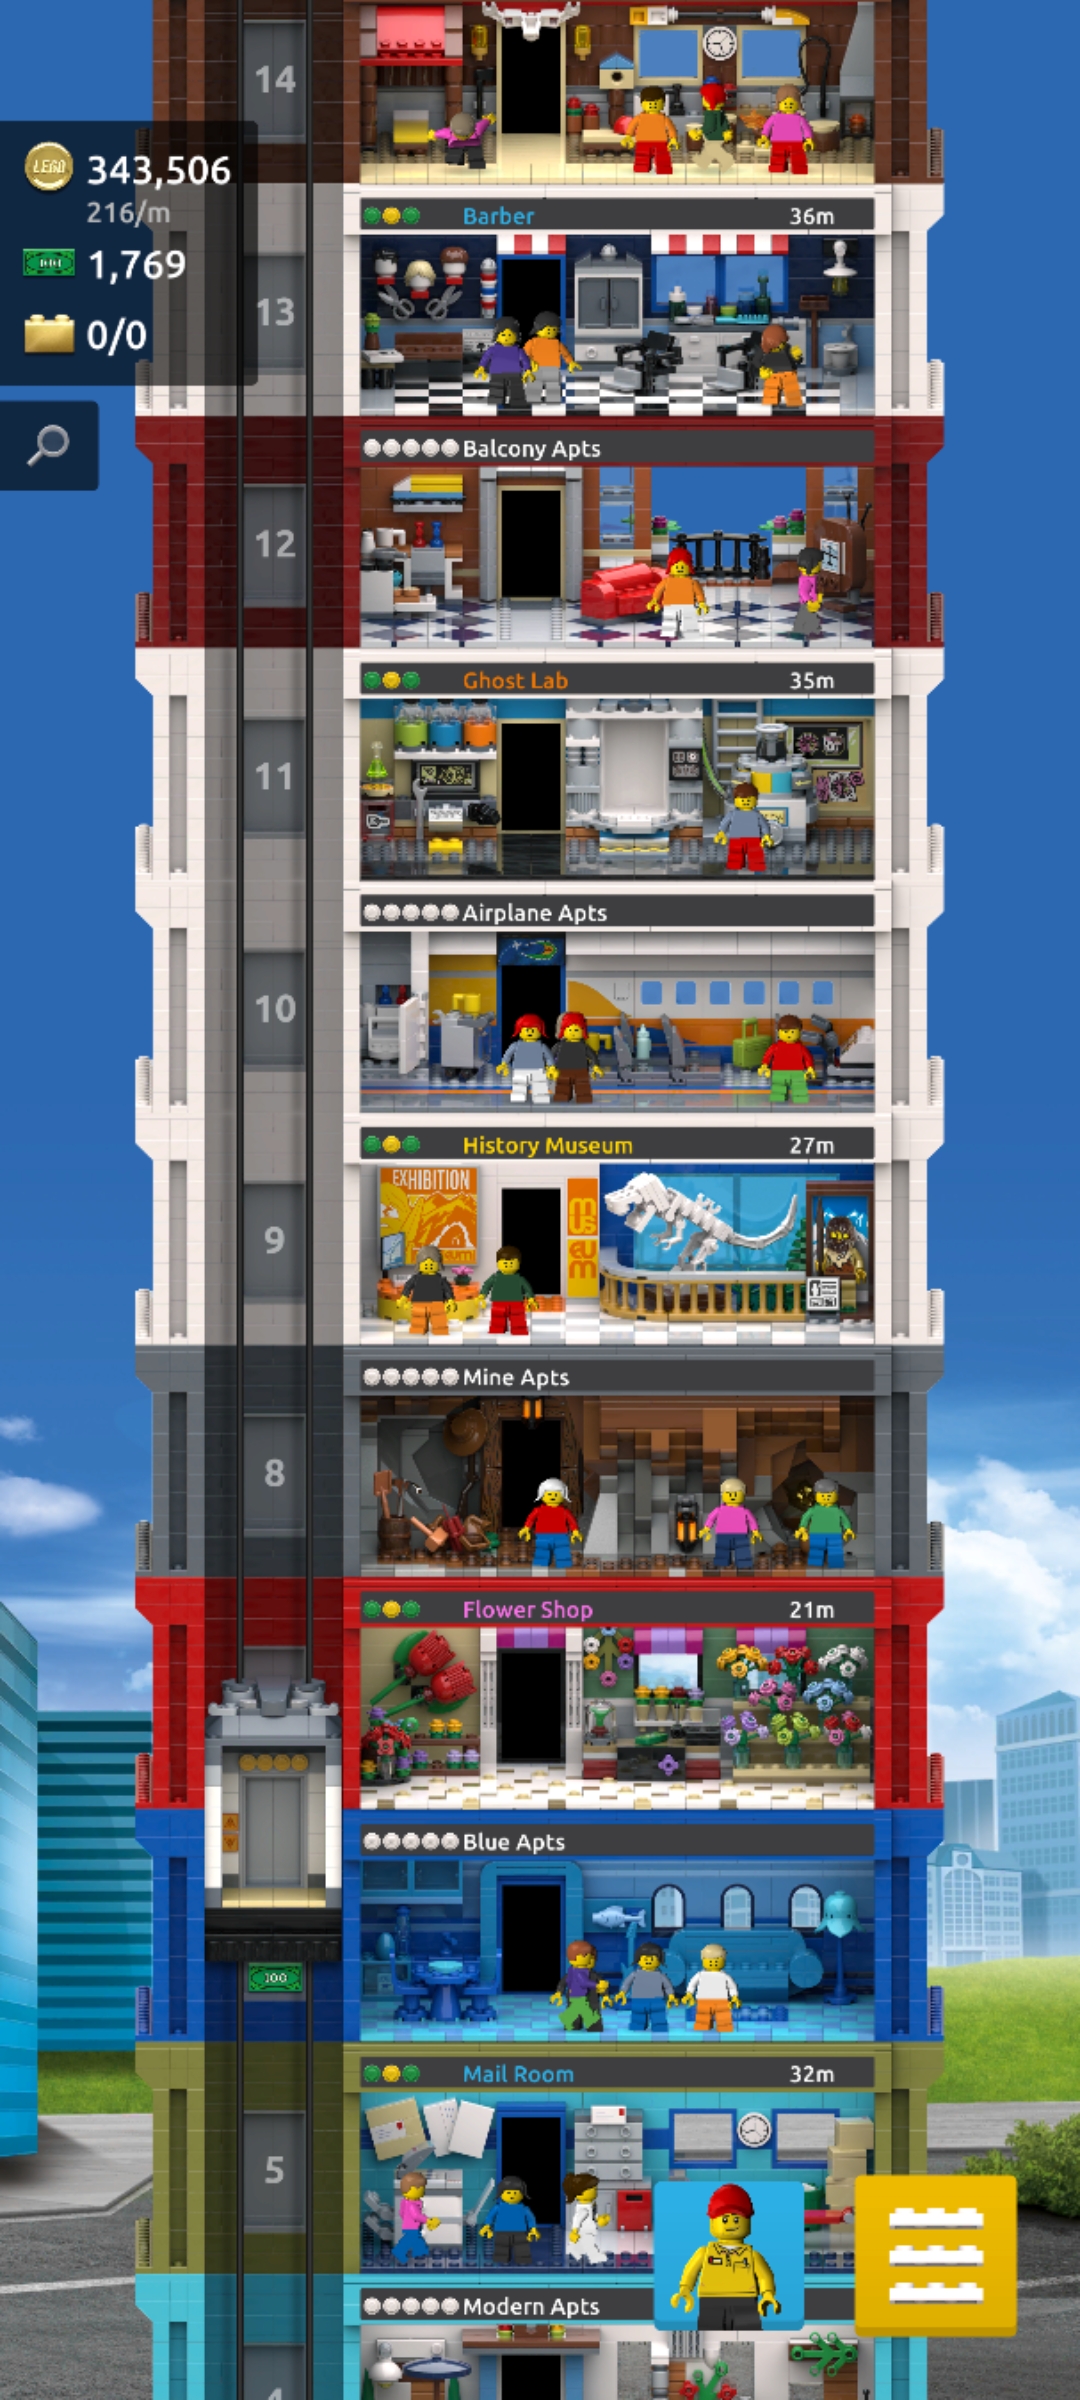 14
LEGO
343,506
216/m
1,769
0/0
Barber 36m
13
Balcony Apts
12
Ghost Lab 35m
11
Airplane Apts
10
History Museum 27m
EXHIBITION
museum!
MUSEUM
9
Mine Apts
8
Flower Shop 21m
Blue Apts
100
Mail Room 32m
5
Modern Apts
4